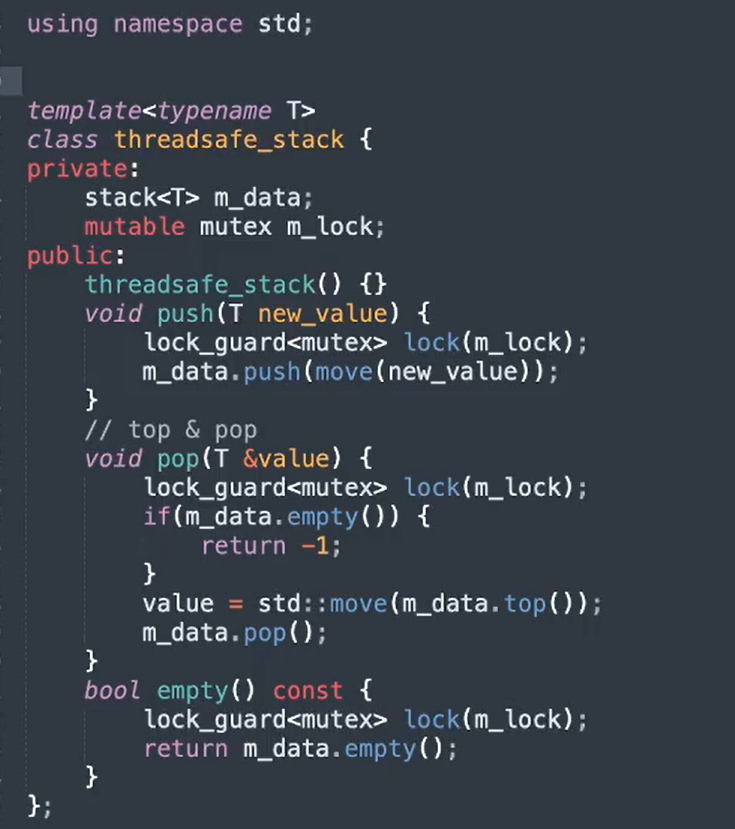 using namespace std;
template<typename T>
class threadsafe_stack {
private:
    stack<T> m_data;
    mutable mutex m_lock;
public:
    threadsafe_stack() {}
    void push(T new_value) {
        lock_guard<mutex> lock(m_lock);
        m_data.push(move(new_value));
    }
    // top & pop
    void pop(T &value) {
        lock_guard<mutex> lock(m_lock);
        if(m_data.empty()) {
            return -1;
        }
        value = std::move(m_data.top());
        m_data.pop();
    }
    bool empty() const {
        lock_guard<mutex> lock(m_lock);
        return m_data.empty();
    }
};